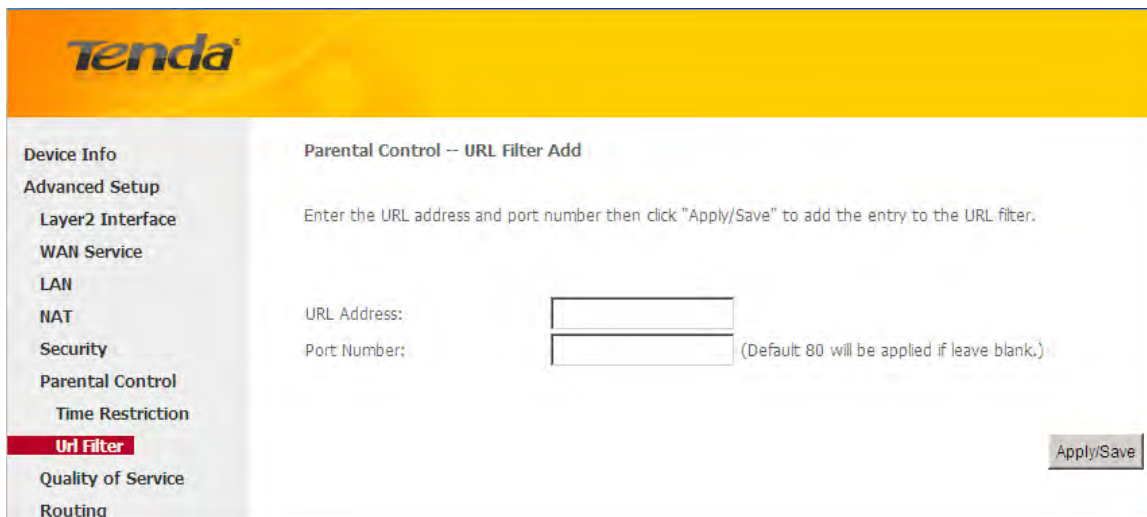 Tenda
Device Info
Advanced Setup
Layer2 Interface
WAN Service
LAN
NAT
Security
Parental Control
Time Restriction
Url Filter
Quality of Service
Routing
Parental Control -- URL Filter Add
Enter the URL address and port number then click "Apply/Save" to add the entry to the URL filter.
URL Address:
Port Number: (Default 80 will be applied if leave blank.)
Apply/Save